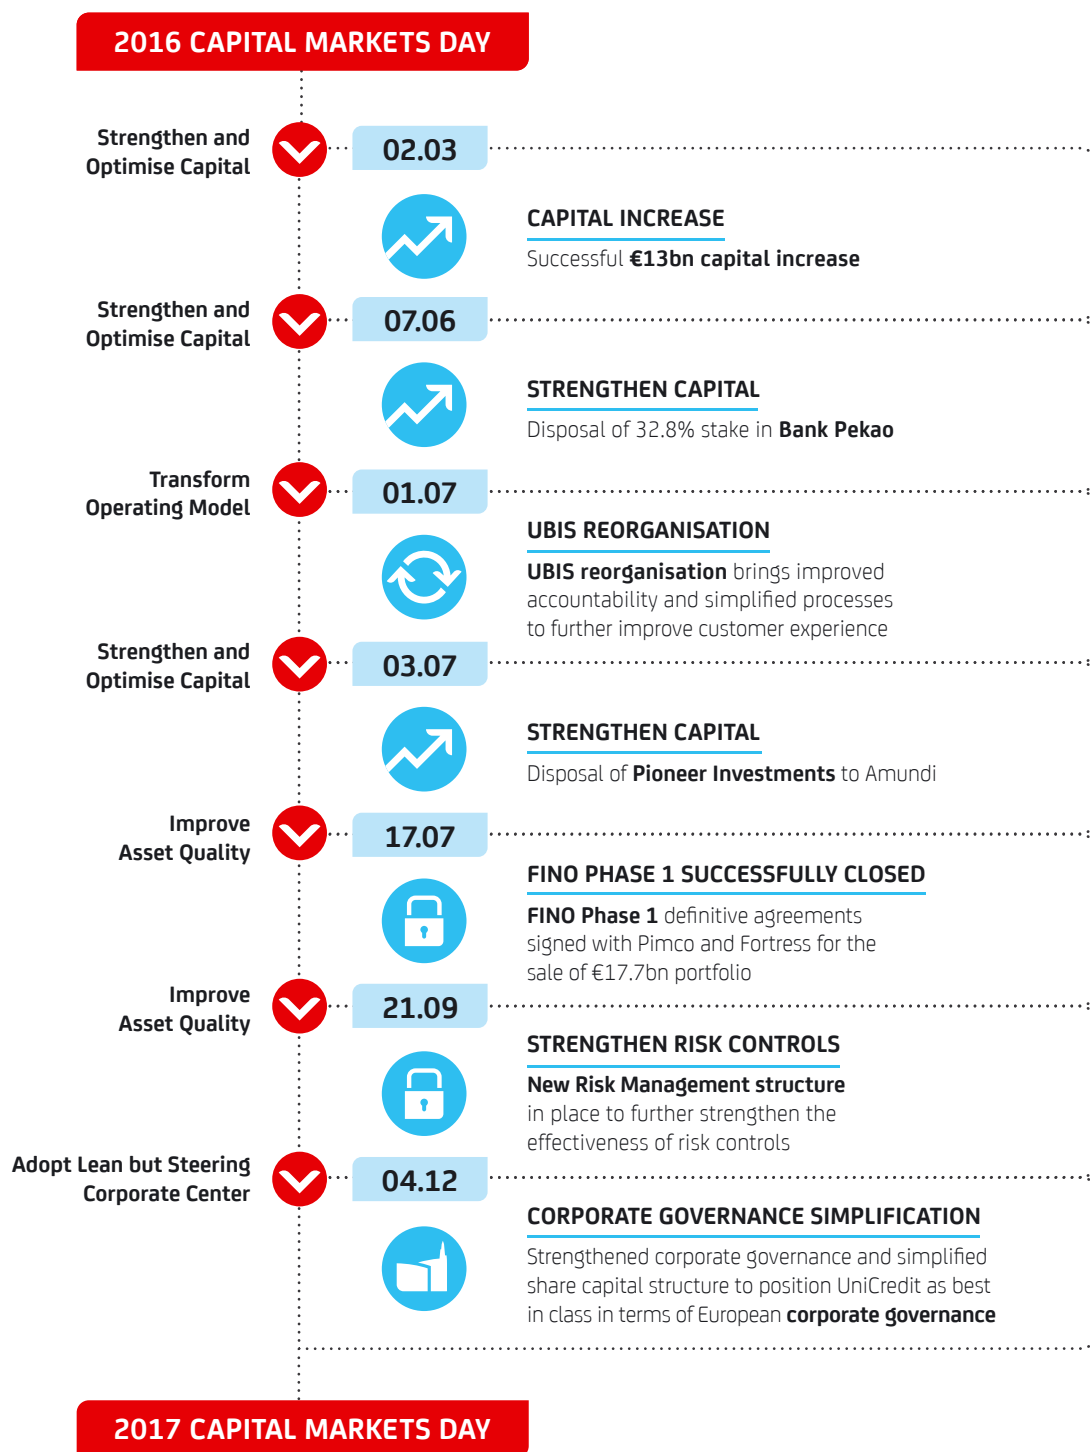 2016 CAPITAL MARKETS DAY
Strengthen and
Optimise Capital
02.03
CAPITAL INCREASE
Successful €13bn capital increase
Strengthen and
Optimise Capital
07.06
STRENGTHEN CAPITAL
Disposal of 32.8% stake in Bank Pekao
Transform
Operating Model
01.07
UBIS REORGANISATION
UBIS reorganisation brings improved
accountability and simplified processes
to further improve customer experience
Strengthen and
Optimise Capital
03.07
STRENGTHEN CAPITAL
Disposal of Pioneer Investments to Amundi
Improve
Asset Quality
17.07
FINO PHASE 1 SUCCESSFULLY CLOSED
FINO Phase 1 definitive agreements
signed with Pimco and Fortress for the
sale of €17.7bn portfolio
Improve
Asset Quality
21.09
STRENGTHEN RISK CONTROLS
New Risk Management structure
in place to further strengthen the
effectiveness of risk controls
Adopt Lean but Steering
Corporate Center
04.12
CORPORATE GOVERNANCE SIMPLIFICATION
Strengthened corporate governance and simplified
share capital structure to position UniCredit as best
in class in terms of European corporate governance
2017 CAPITAL MARKETS DAY